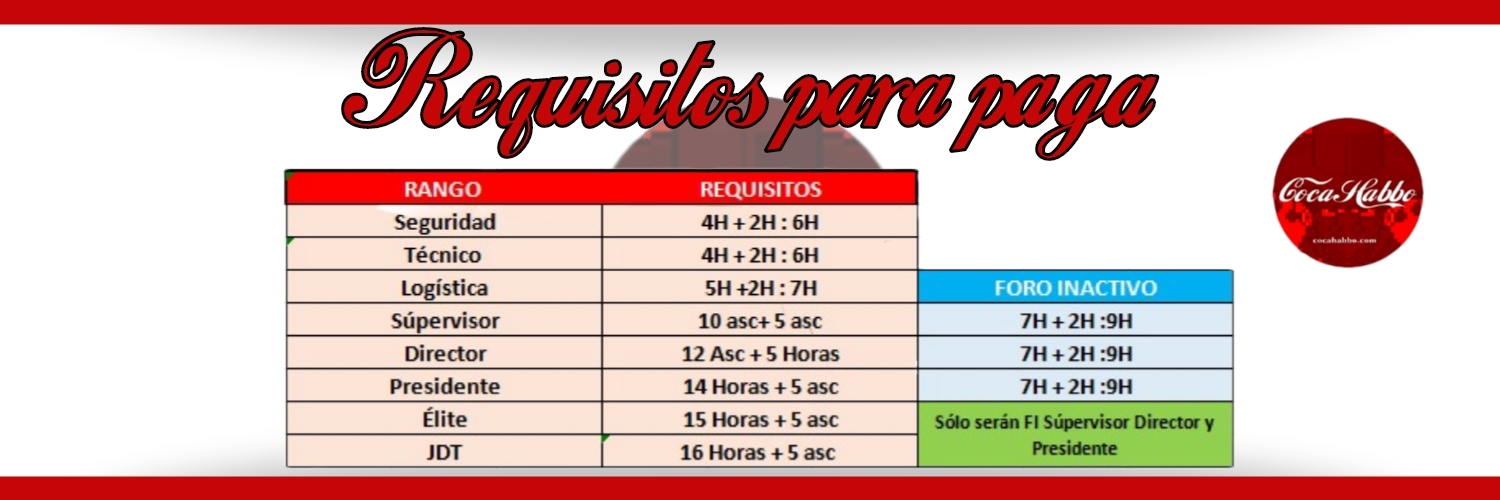 Requisitos para paga
RANGO REQUISITOS
Seguridad 4H + 2H : 6H
Técnico 4H + 2H : 6H
Logística 5H +2H : 7H FORO INACTIVO
Súpervisor 10 asc+ 5 asc 7H + 2H :9H
Director 12 Asc + 5 Horas 7H + 2H :9H
Presidente 14 Horas + 5 asc 7H + 2H :9H
Élite 15 Horas + 5 asc Sólo serán FI Súpervisor Director y
JDT 16 Horas + 5 asc Presidente
Coca Habbo
cocahabbo.com